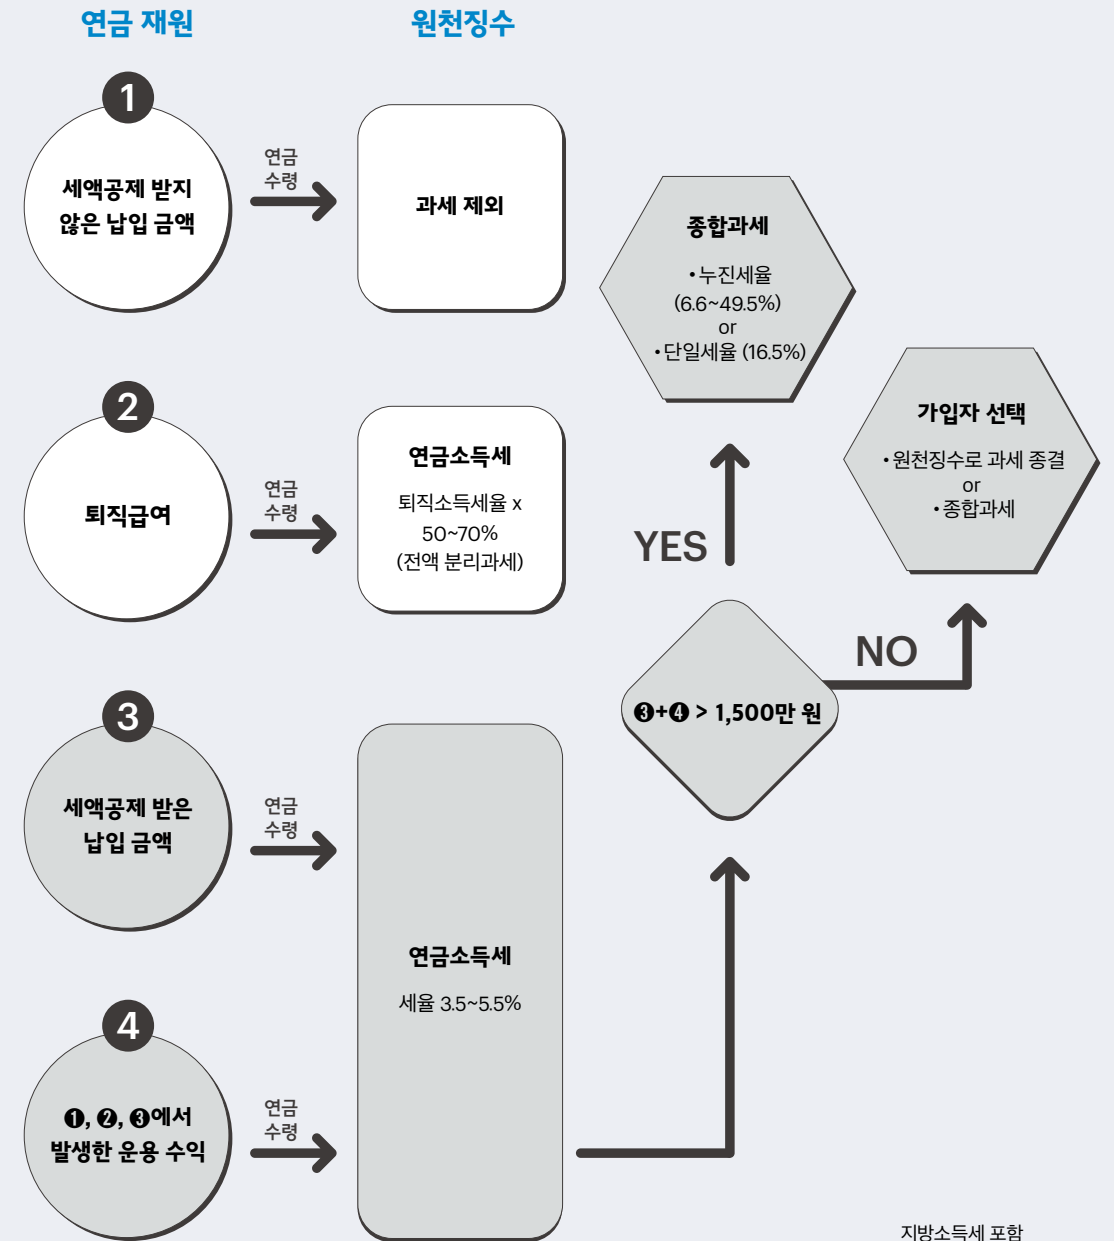 연금 재원
원천징수
1
세액공제 받지
않은 납입 금액
연금
수령
과세 제외
종합과세
•누진세율
(6.6~49.5%)
or
•단일세율 (16.5%)
가입자 선택
•원천징수로 과세 종결
or
•종합과세
2
퇴직급여
연금
수령
연금소득세
퇴직소득세율 x
50~70%
(전액 분리과세)
YES
NO
❸+❹ > 1,500만 원
3
세액공제 받은
납입 금액
연금
수령
연금소득세
세율 3.5~5.5%
4
❶, ❷, ❸에서
발생한 운용 수익
연금
수령
지방소득세 포함